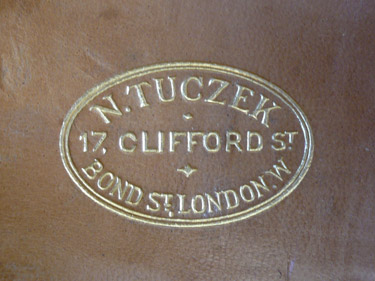 N. TUCZEK
17, CLIFFORD ST
BOND ST, LONDON. W